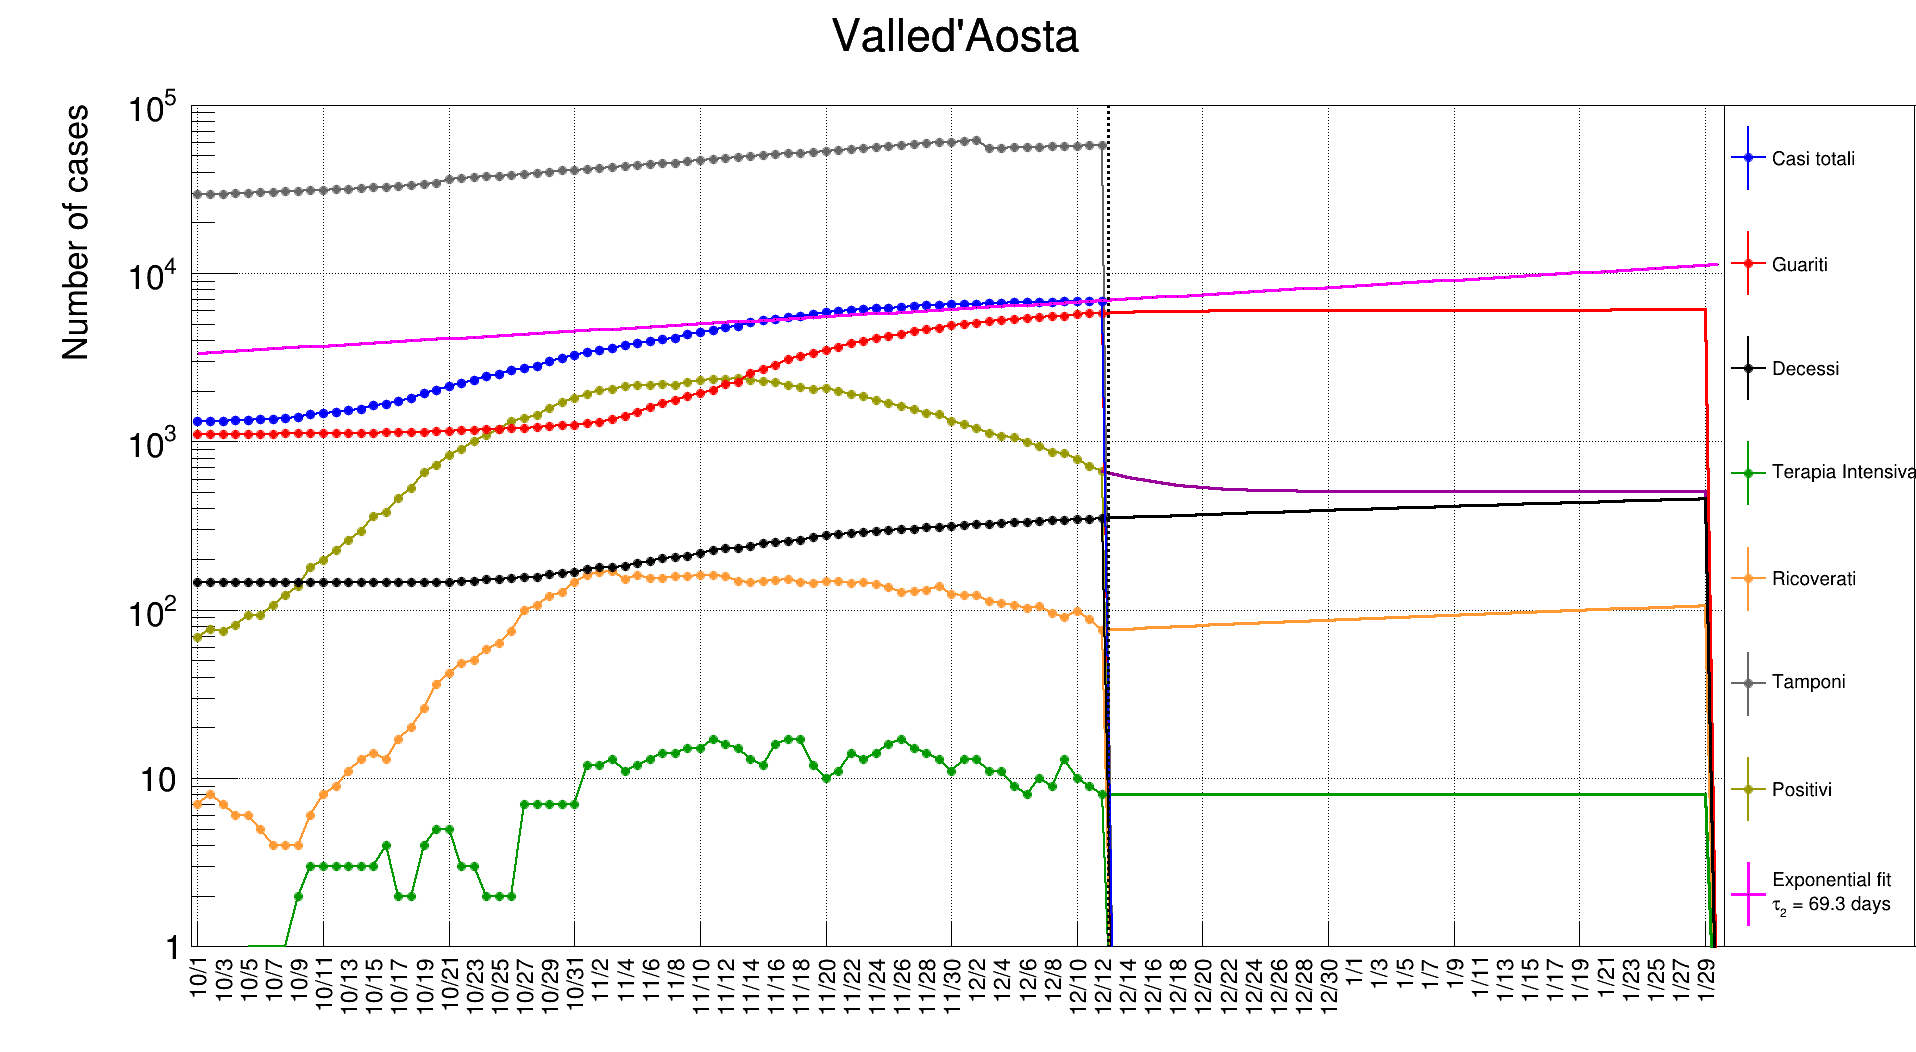 Valled'Aosta
Number of cases
10^5
10^4
10^3
10^2
10
1
10/1 10/3 10/5 10/7 10/9 10/11 10/13 10/15 10/17 10/19 10/21 10/23 10/25 10/27 10/29 10/31 11/2 11/4 11/6 11/8 11/10 11/12 11/14 11/16 11/18 11/20 11/22 11/24 11/26 11/28 11/30 12/2 12/4 12/6 12/8 12/10 12/12 12/14 12/16 12/18 12/20 12/22 12/24 12/26 12/28 12/30 1/1 1/3 1/5 1/7 1/9 1/11 1/13 1/15 1/17 1/19 1/21 1/23 1/25 1/27 1/29
Casi totali
Guariti
Decessi
Terapia Intensiva
Ricoverati
Tamponi
Positivi
Exponential fit
τ₂ = 69.3 days